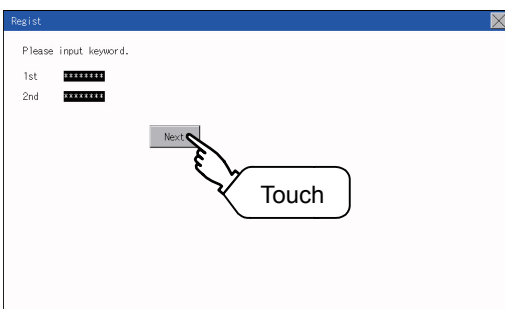 Regist
Please input keyword.
1st ********
2nd ********
Next
Touch